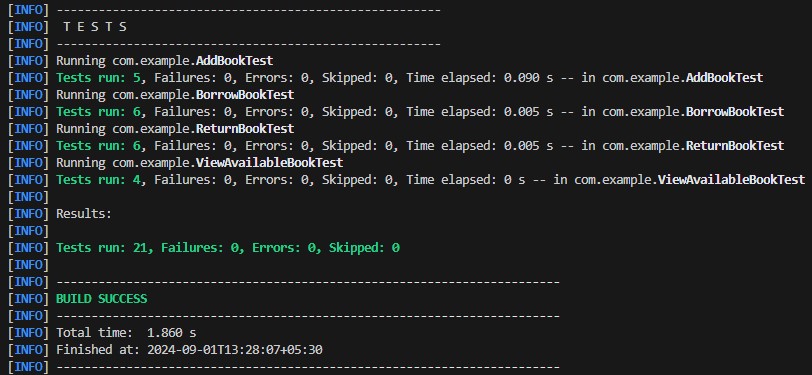 [INFO] -------------------------------------------------------
[INFO]  T E S T S
[INFO] -------------------------------------------------------
[INFO] Running com.example.AddBookTest
[INFO] Tests run: 5, Failures: 0, Errors: 0, Skipped: 0, Time elapsed: 0.090 s -- in com.example.AddBookTest
[INFO] Running com.example.BorrowBookTest
[INFO] Tests run: 6, Failures: 0, Errors: 0, Skipped: 0, Time elapsed: 0.005 s -- in com.example.BorrowBookTest
[INFO] Running com.example.ReturnBookTest
[INFO] Tests run: 6, Failures: 0, Errors: 0, Skipped: 0, Time elapsed: 0.005 s -- in com.example.ReturnBookTest
[INFO] Running com.example.ViewAvailableBookTest
[INFO] Tests run: 4, Failures: 0, Errors: 0, Skipped: 0, Time elapsed: 0 s -- in com.example.ViewAvailableBookTest
[INFO]
[INFO] Results:
[INFO]
[INFO] Tests run: 21, Failures: 0, Errors: 0, Skipped: 0
[INFO]
[INFO] ------------------------------------------------------------------------
[INFO] BUILD SUCCESS
[INFO] ------------------------------------------------------------------------
[INFO] Total time:  1.860 s
[INFO] Finished at: 2024-09-01T13:28:07+05:30
[INFO] ------------------------------------------------------------------------